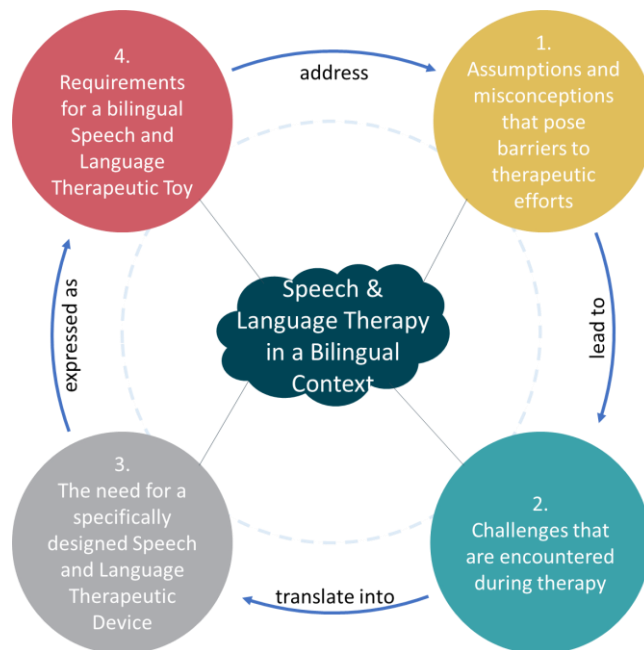 4.
Requirements
for a bilingual
Speech and
Language
Therapeutic Toy
address
1.
Assumptions and
misconceptions
that pose
barriers to
therapeutic
efforts
lead to
2.
Challenges that
are encountered
during therapy
translate into
3.
The need for a
specifically
designed Speech
and Language
Therapeutic
Device
expressed as
Speech &
Language Therapy
in a Bilingual
Context